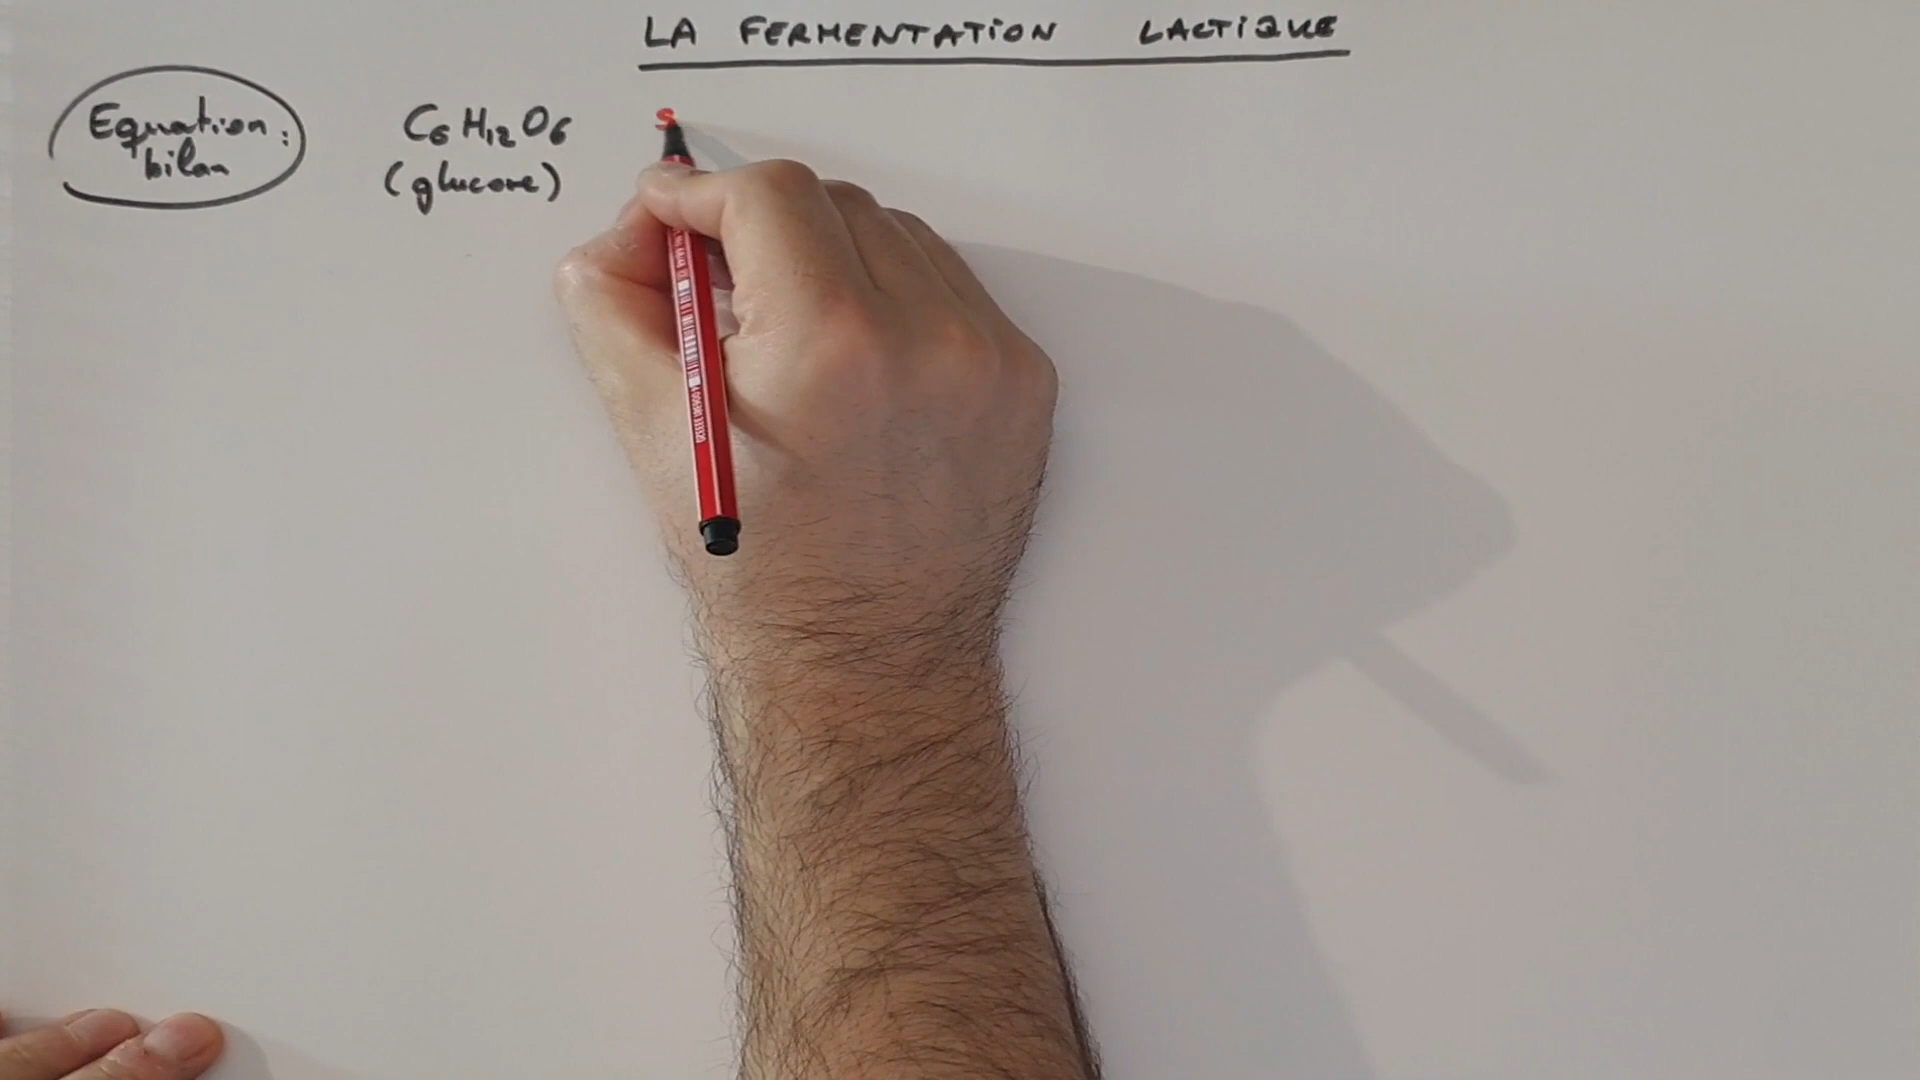 LA FERMENTATION LACTIQUE
Equation :
bilan
C6 H12 O6
(glucose)
S